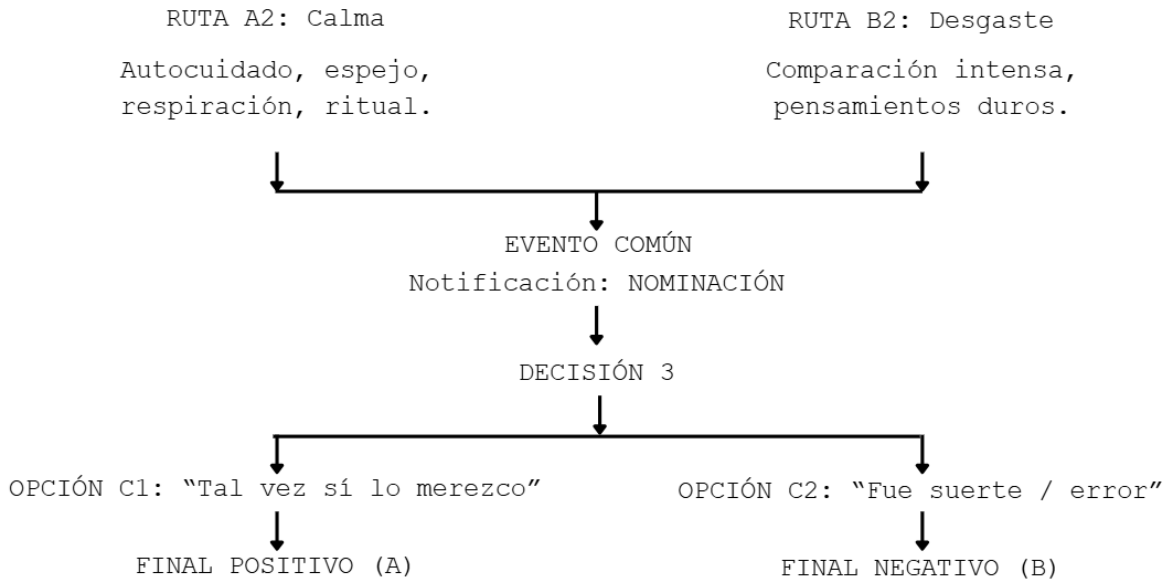 RUTA A2: Calma
Autocuidado, espejo,
respiración, ritual.
RUTA B2: Desgaste
Comparación intensa,
pensamientos duros.
EVENTO COMÚN
Notificación: NOMINACIÓN
DECISIÓN 3
OPCIÓN C1: “Tal vez sí lo merezco”
FINAL POSITIVO (A)
OPCIÓN C2: “Fue suerte / error”
FINAL NEGATIVO (B)